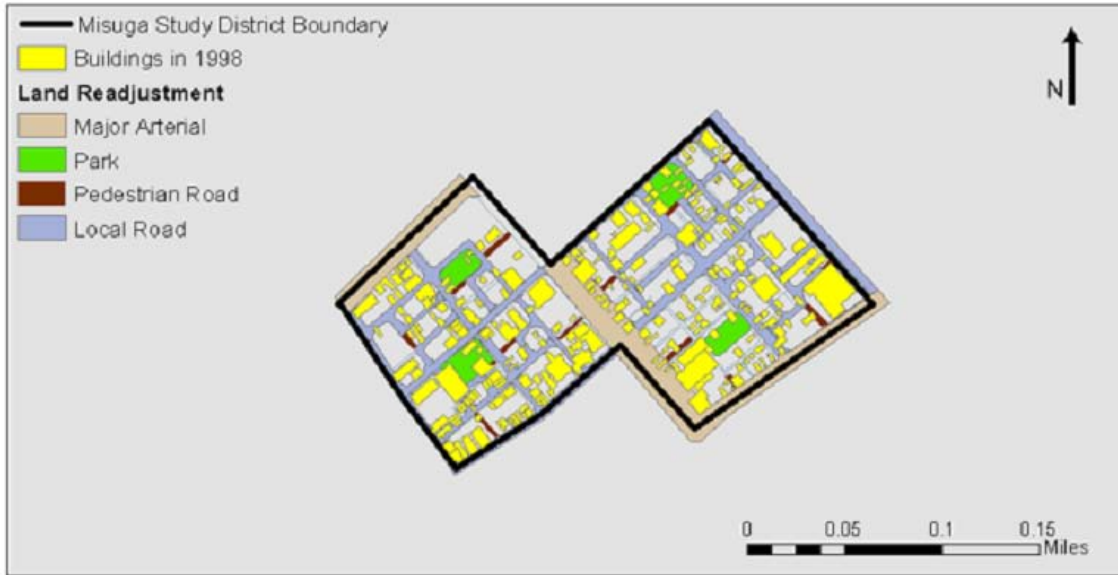 Misuga Study District Boundary
Buildings in 1998
Land Readjustment
Major Arterial
Park
Pedestrian Road
Local Road
N
0 0.05 0.1 0.15
Miles